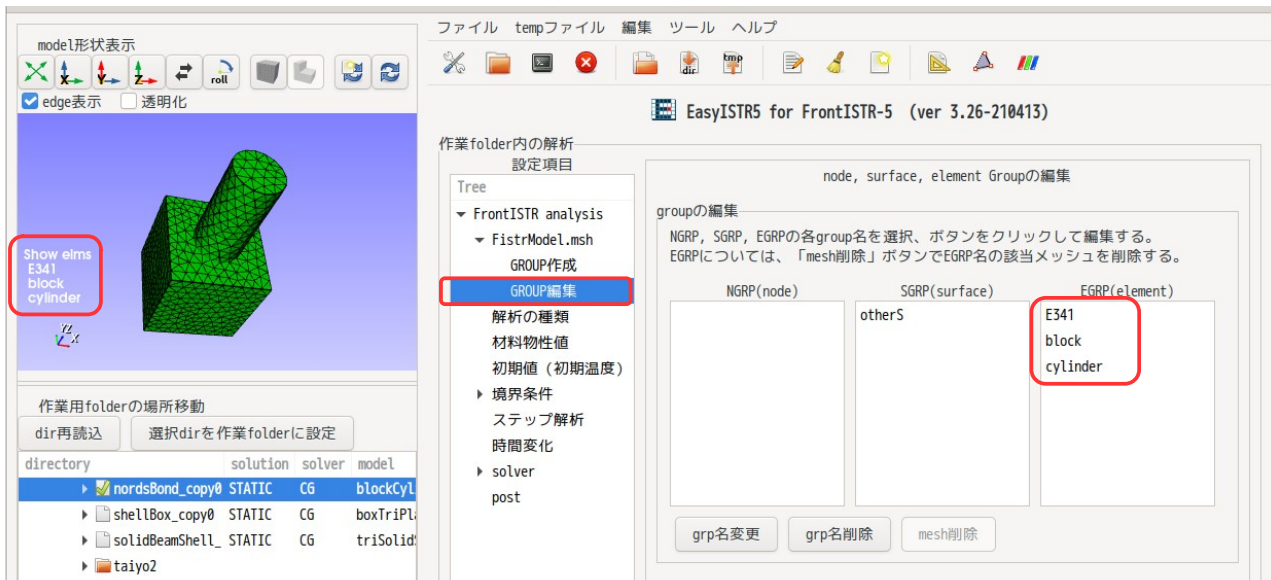 model形状表示
X
Y
Z
roll
edge表示
透明化
Show elms
E341
block
cylinder
YZ
X
作業用folderの場所移動
dir再読込
選択dirを作業folderに設定
directory solution solver model
nordsBond_copy0 STATIC CG blockCyl
shellBox_copy0 STATIC CG boxTriPla
solidBeamShell_ STATIC CG triSolidS
taiyo2
ファイル tempファイル 編集 ツール ヘルプ
dir
tmp
EasyISTR5 for FrontISTR-5 (ver 3.26-210413)
作業folder内の解析
設定項目
Tree
FrontISTR analysis
FistrModel.msh
GROUP作成
GROUP編集
解析の種類
材料物性値
初期値（初期温度）
境界条件
ステップ解析
時間変化
solver
post
node, surface, element Groupの編集
groupの編集
NGRP, SGRP, EGRPの各group名を選択、ボタンをクリックして編集する。
EGRPについては、「mesh削除」ボタンでEGRP名の該当メッシュを削除する。
NGRP(node) SGRP(surface) EGRP(element)
otherS
E341
block
cylinder
grp名変更
grp名削除
mesh削除